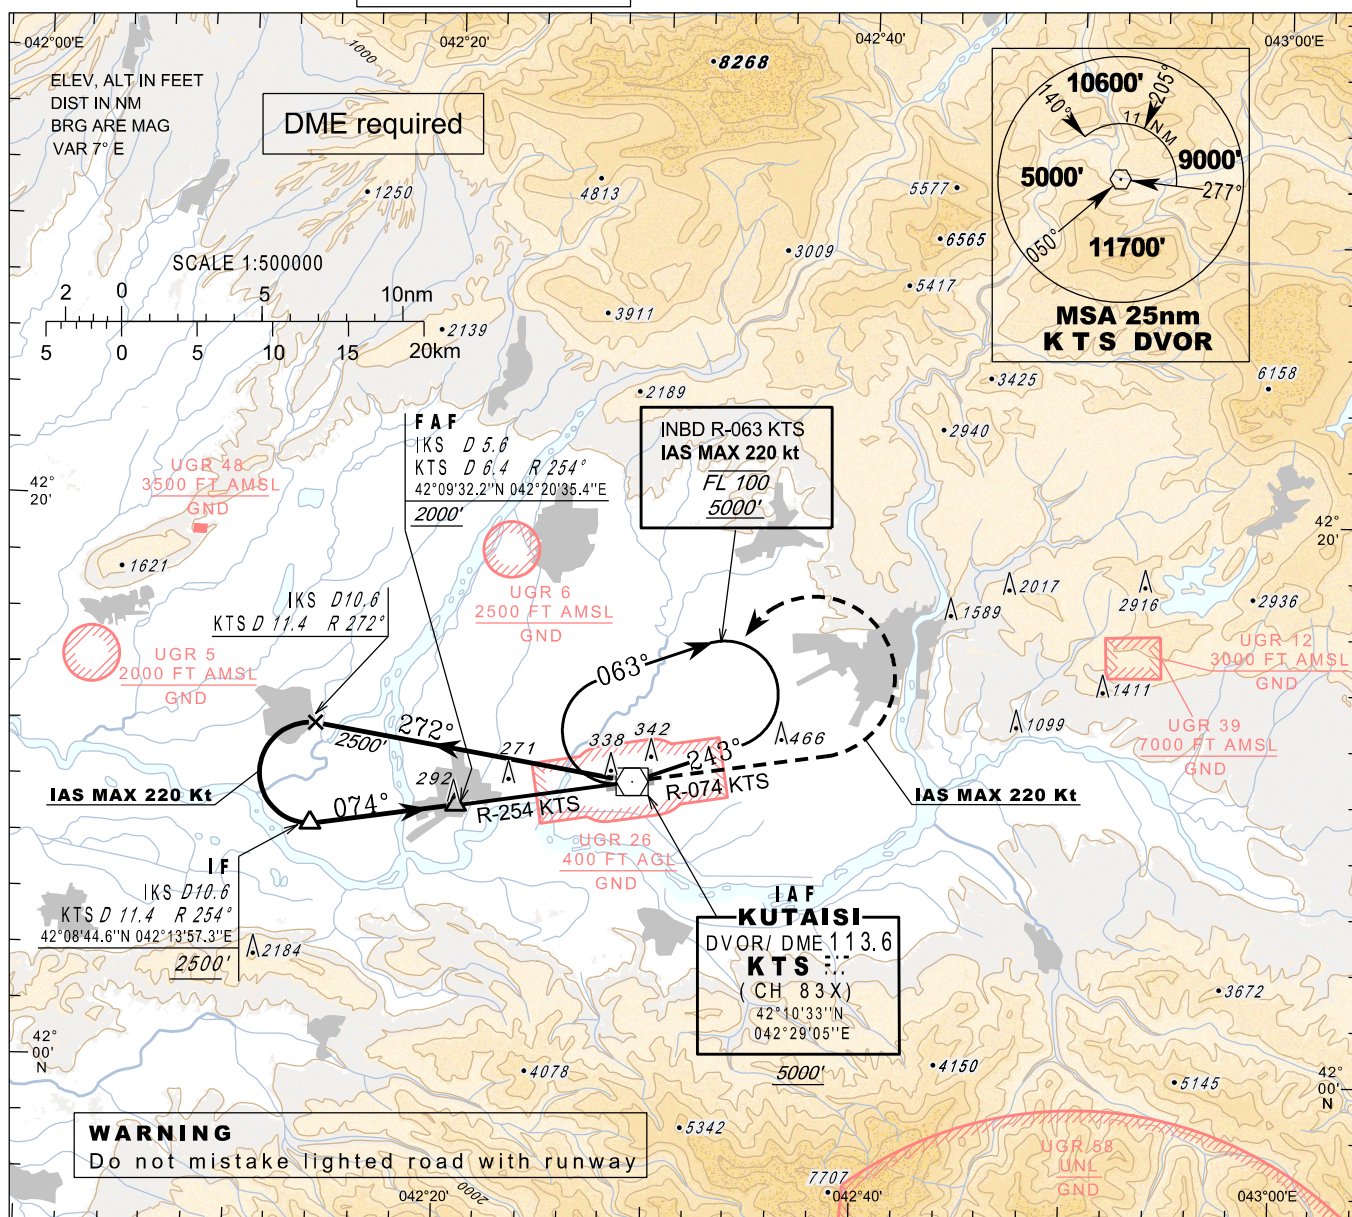 042°00'E
042°20'
042°40'
043°00'E
1000
ELEV, ALT IN FEET
DIST IN NM
BRG ARE MAG
VAR 7° E
DME required
8268
10600'
140°
205°
11 NM
9000'
5000'
277°
050°
11700'
MSA 25nm
KTS DVOR
1250
4813
5577
6565
3009
5417
SCALE 1:500000
2 0 5 10nm
5 0 5 10 15 20km
2139
3911
2189
3425
6158
2940
FAF
IKS D 5.6
KTS D 6.4 R 254°
42°09'32.2"N 042°20'35.4"E
2000'
INBD R-063 KTS
IAS MAX 220 kt
FL 100
5000'
UGR 48
3500 FT AMSL
GND
42°
20'
42°
20'
1621
UGR 6
2500 FT AMSL
GND
IKS D10.6
KTS D 11.4 R 272°
UGR 5
2000 FT AMSL
GND
1589
2017
2916
2936
UGR 12
3000 FT AMSL
GND
1411
1099
UGR 39
7000 FT AMSL
GND
063°
272°
2500'
271
338
342
466
243°
292
074°
R-254 KTS
R-074 KTS
IAS MAX 220 Kt
IAS MAX 220 Kt
UGR 26
400 FT AGL
GND
IF
IKS D10.6
KTS D 11.4 R 254°
42°08'44.6"N 042°13'57.3"E
2500'
2184
IAF
KUTAISI
DVOR/ DME 113.6
KTS
(CH 83X)
42°10'33"N
042°29'05"E
5000'
3672
42°
00'
N
4078
4150
5145
42°
00'
N
WARNING
Do not mistake lighted road with runway
5342
7707
UGR 58
UNL
GND
042°20'
2000
042°40'
043°00'E